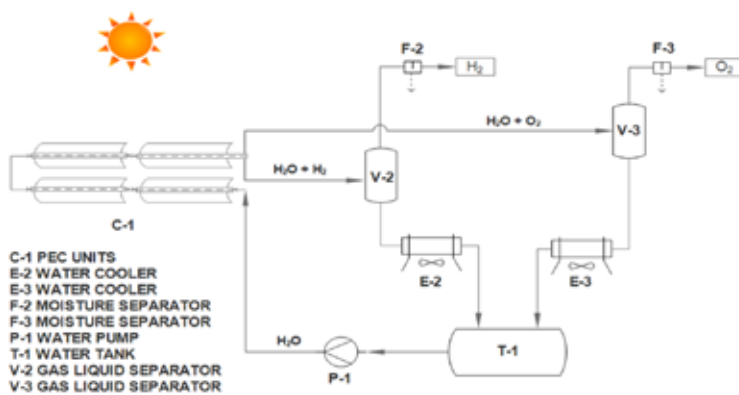 F-2
H₂
F-3
O₂
H₂O + O₂
V-3
H₂O + H₂
V-2
C-1
E-2
E-3
C-1 PEC UNITS
E-2 WATER COOLER
E-3 WATER COOLER
F-2 MOISTURE SEPARATOR
F-3 MOISTURE SEPARATOR
P-1 WATER PUMP
T-1 WATER TANK
V-2 GAS LIQUID SEPARATOR
V-3 GAS LIQUID SEPARATOR
H₂O
P-1
T-1